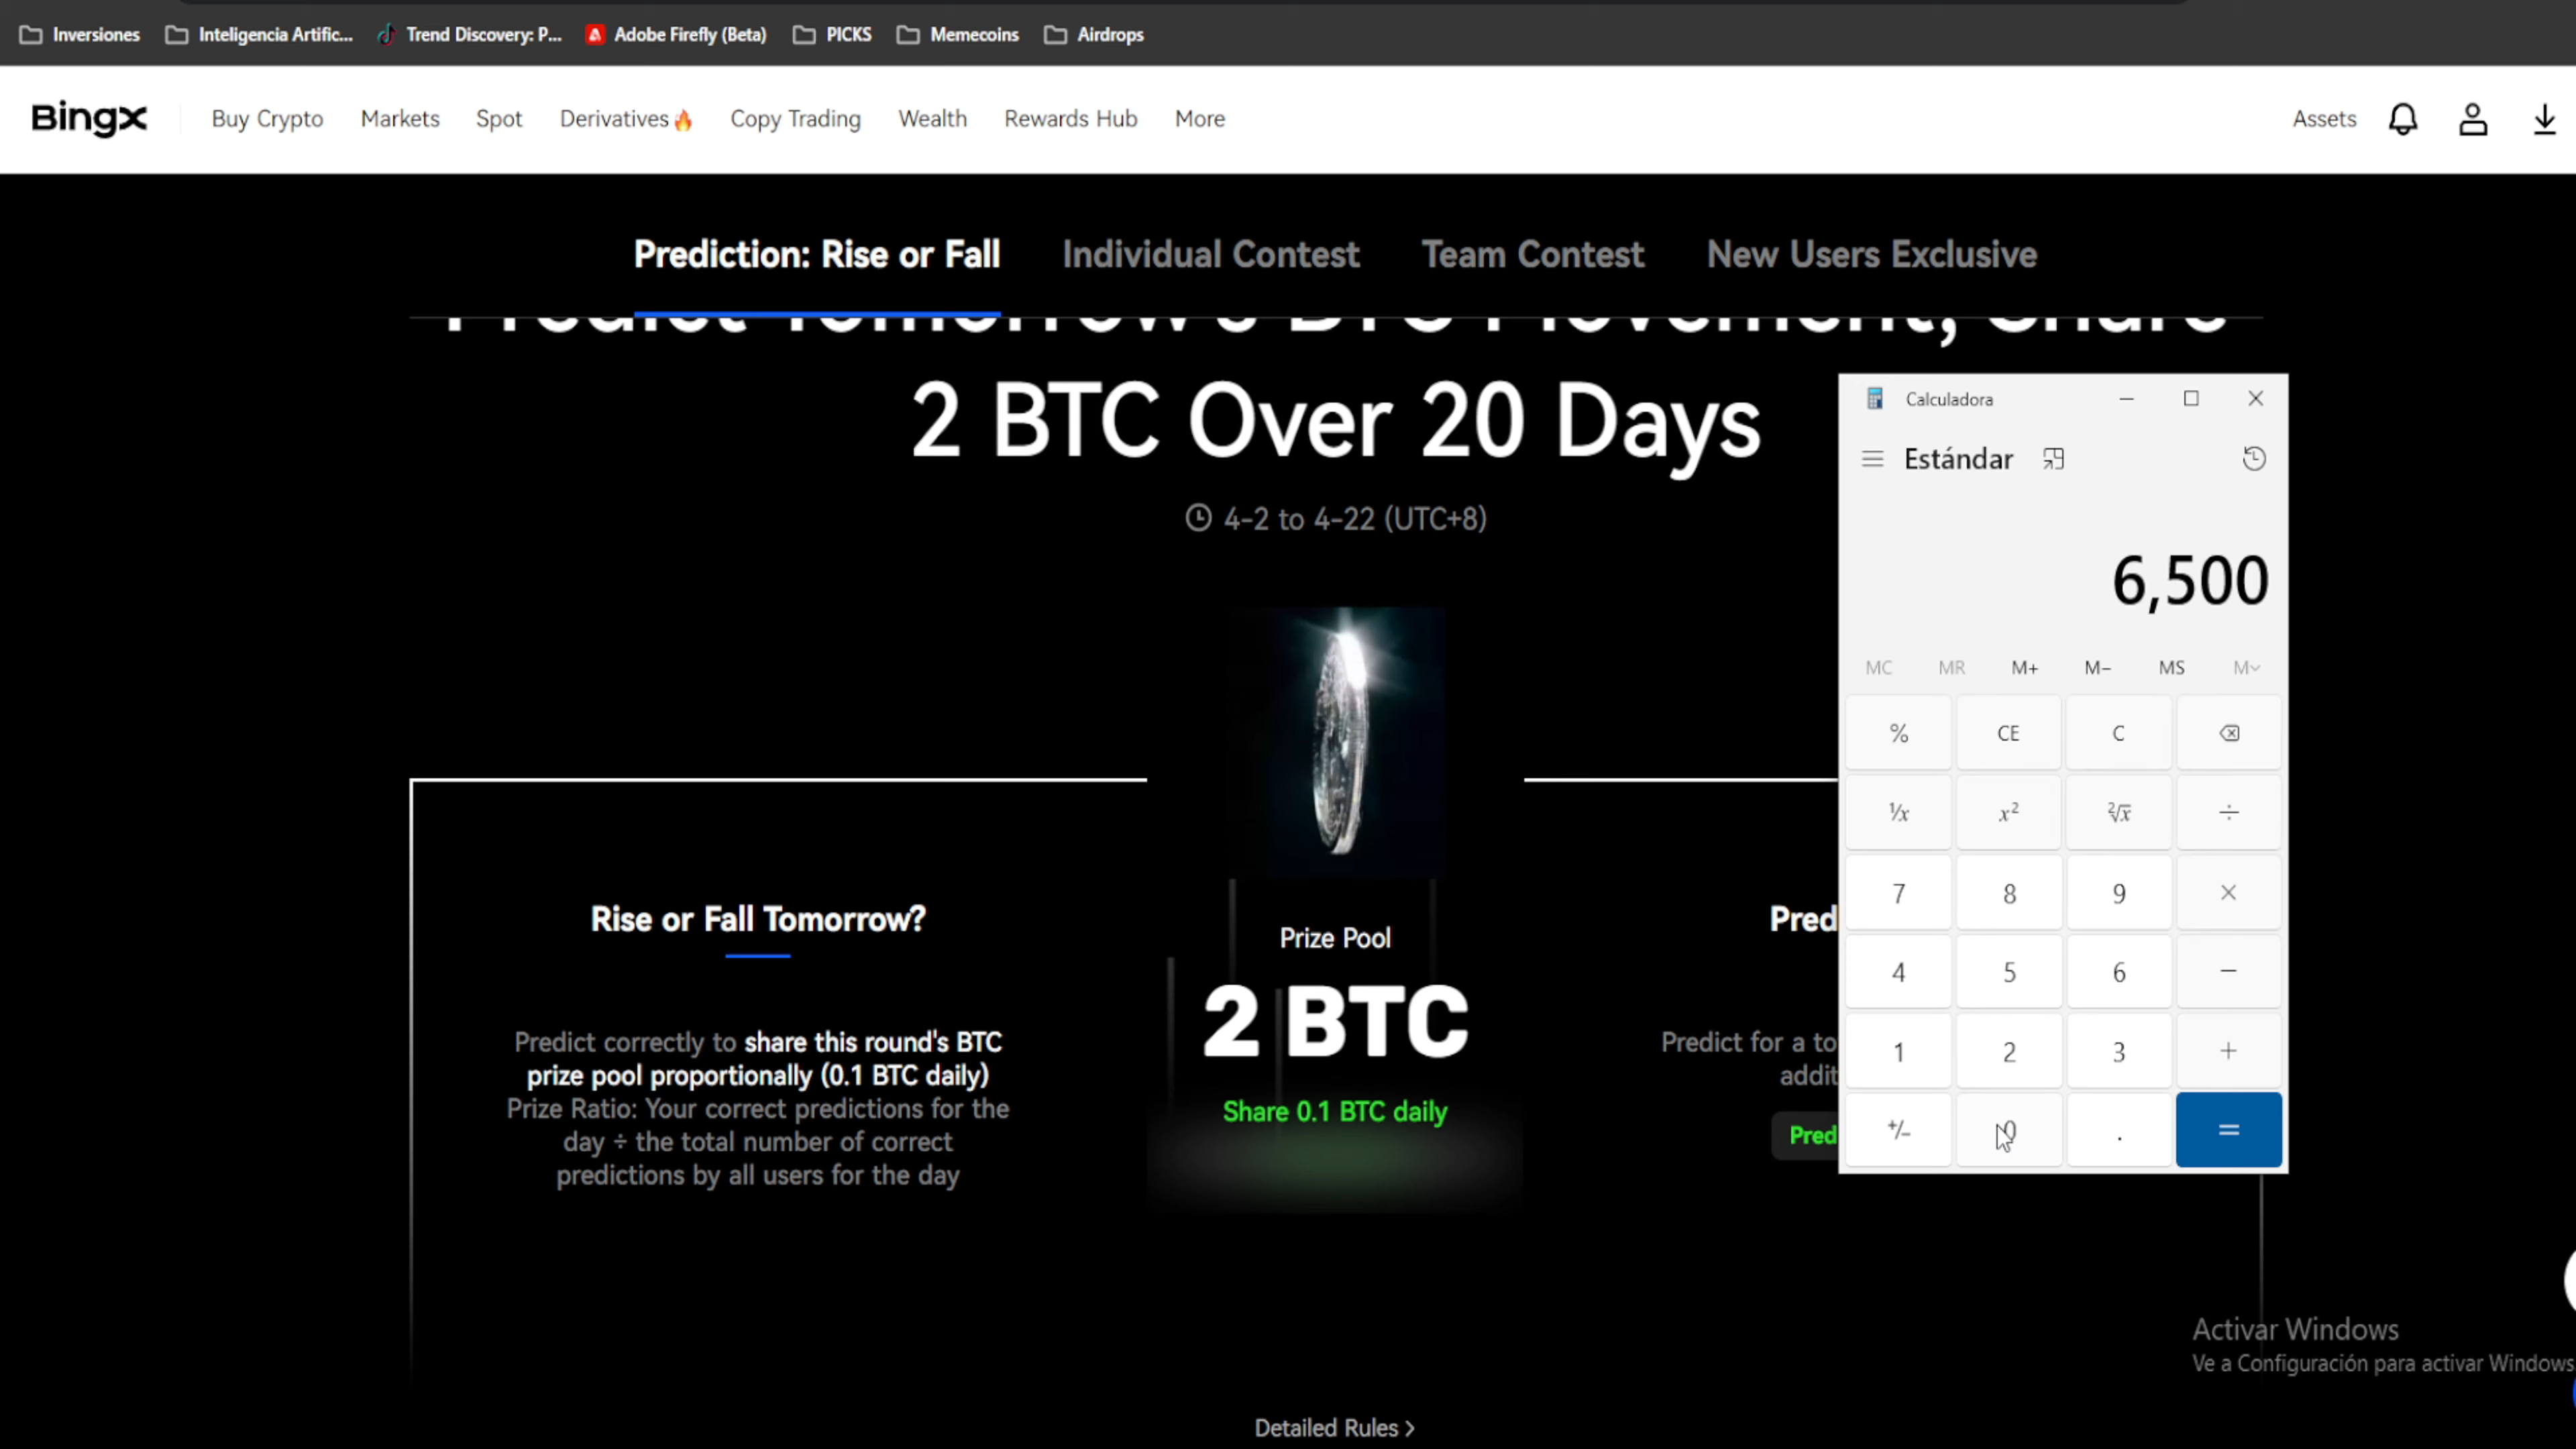 Inversiones Inteligencia Artific... Trend Discovery: P... Adobe Firefly (Beta) PICKS Memecoins Airdrops
BingX Buy Crypto Markets Spot Derivatives Copy Trading Wealth Rewards Hub More Assets
Prediction: Rise or Fall Individual Contest Team Contest New Users Exclusive
Predict Tomorrow's BTC Movement, Share
2 BTC Over 20 Days
4-2 to 4-22 (UTC+8)
Rise or Fall Tomorrow?
Predict correctly to share this round's BTC
prize pool proportionally (0.1 BTC daily)
Prize Ratio: Your correct predictions for the
day ÷ the total number of correct
predictions by all users for the day
Prize Pool
2 BTC
Share 0.1 BTC daily
Pred
Predict for a to
addit
Pred
Calculadora
Estándar
6,500
MC MR M+ M- MS M
% CE C
1/x x² ²√x ÷
7 8 9 ×
4 5 6 −
1 2 3 +
+/- 0 . =
Activar Windows
Ve a Configuración para activar Windows
Detailed Rules >